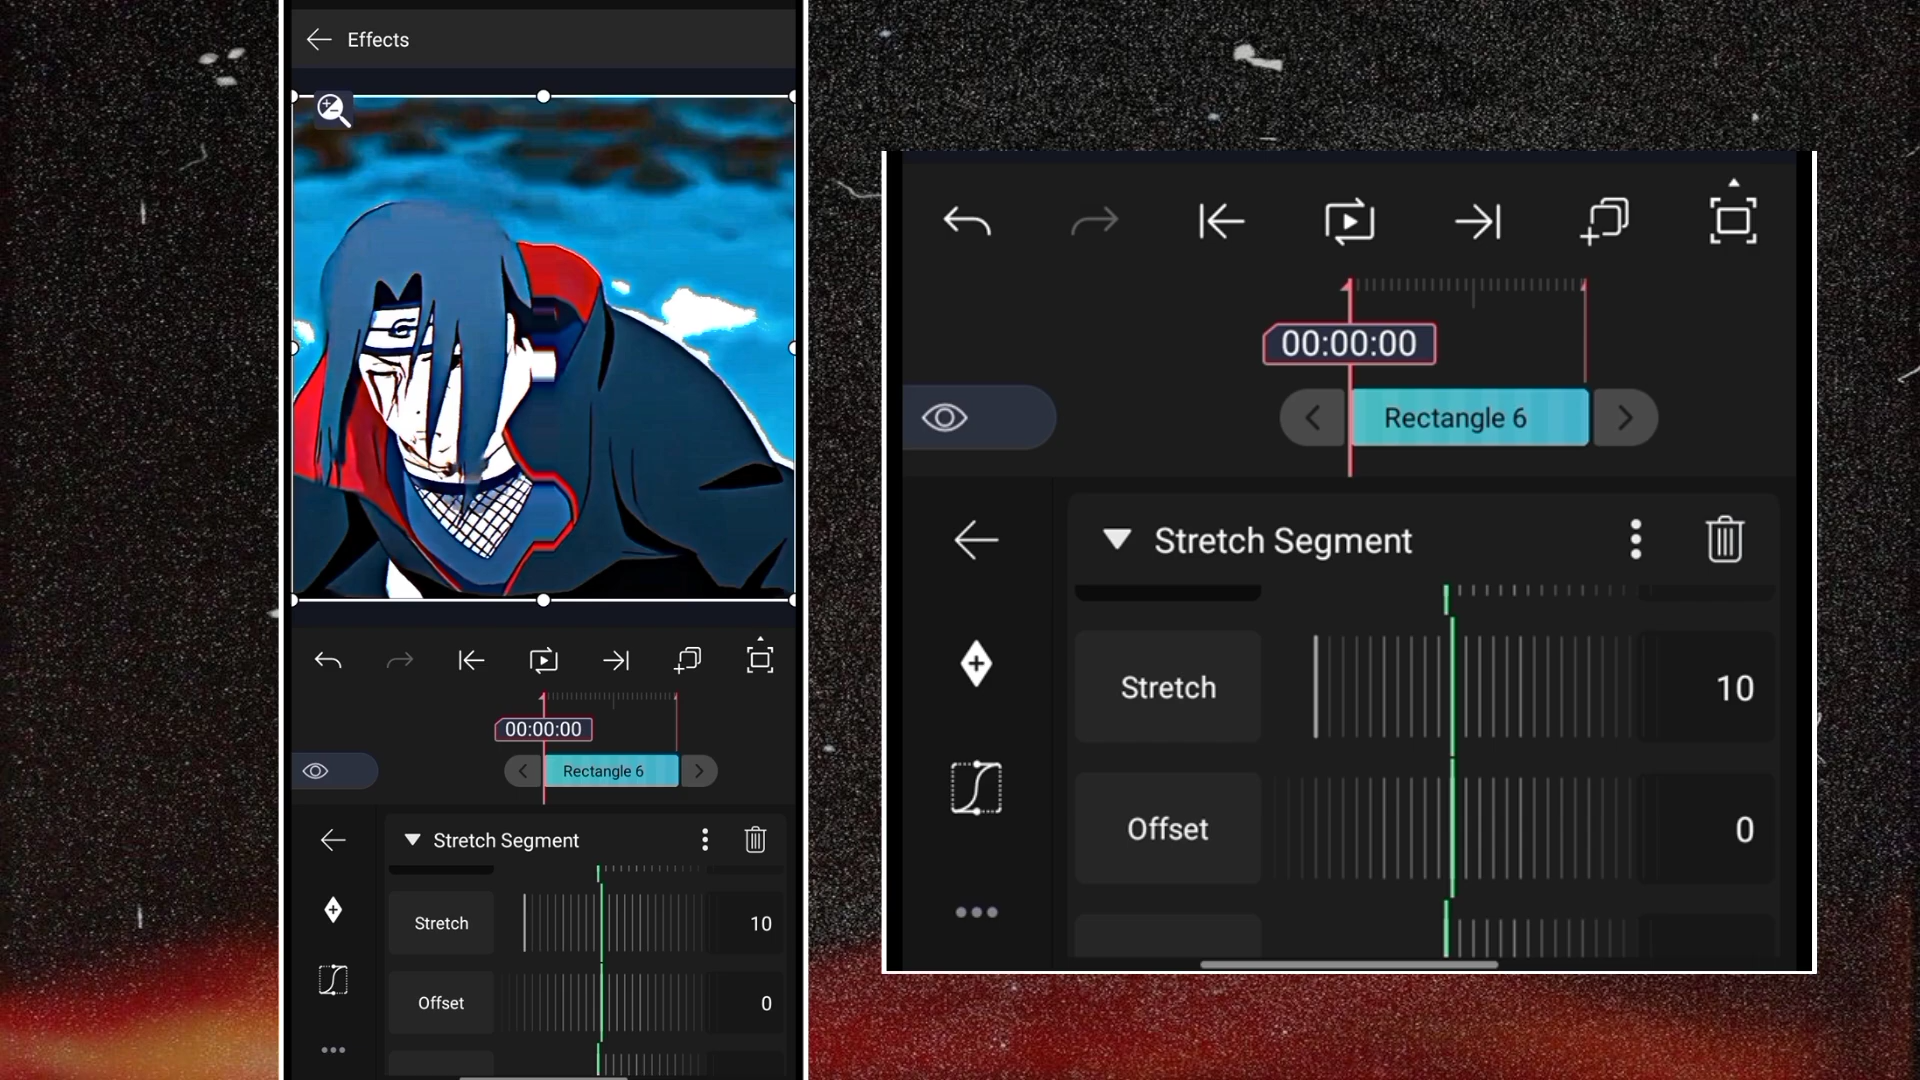 Effects
00:00:00
Rectangle 6
Stretch Segment
Stretch
10
Offset
0
00:00:00
Rectangle 6
Stretch Segment
Stretch
10
Offset
0